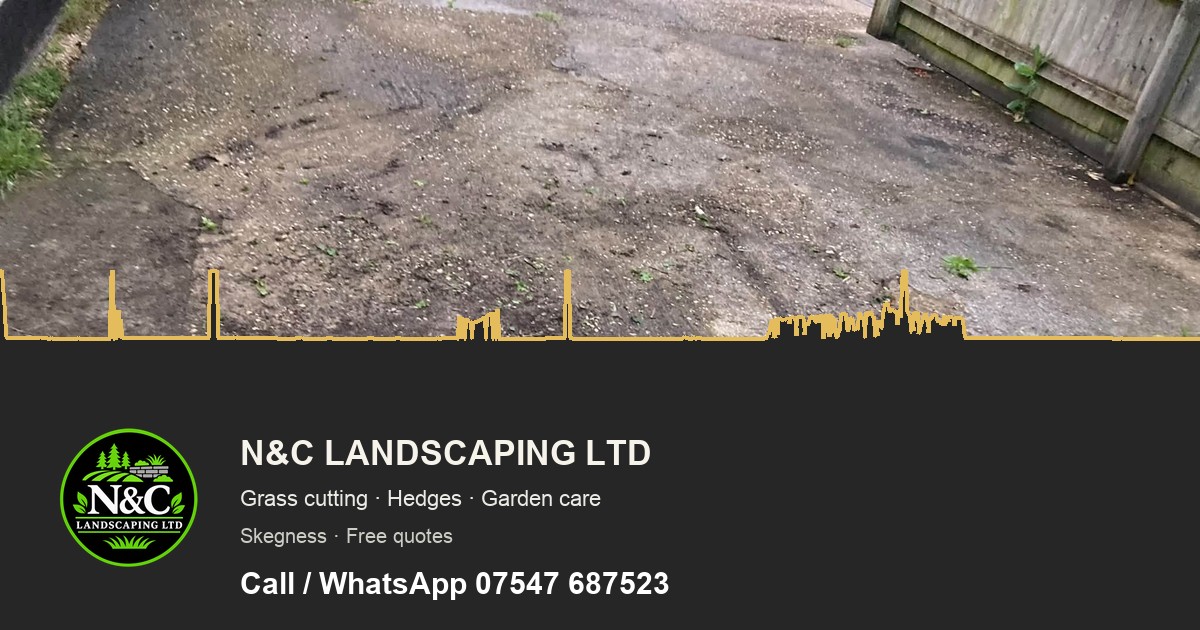 N&C
LANDSCAPING LTD
N&C LANDSCAPING LTD
Grass cutting · Hedges · Garden care
Skegness · Free quotes
Call / WhatsApp 07547 687523